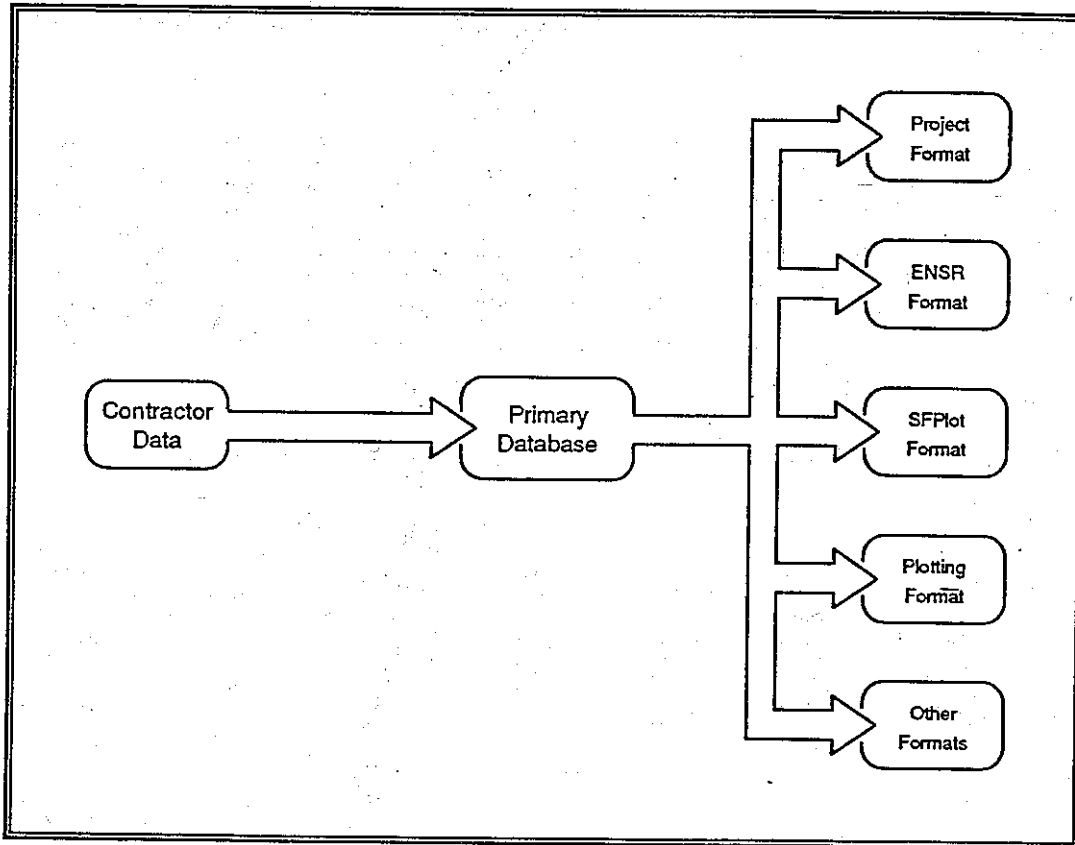 Contractor
Data
Primary
Database
Project
Format
ENSR
Format
SFPlot
Format
Plotting
Format
Other
Formats